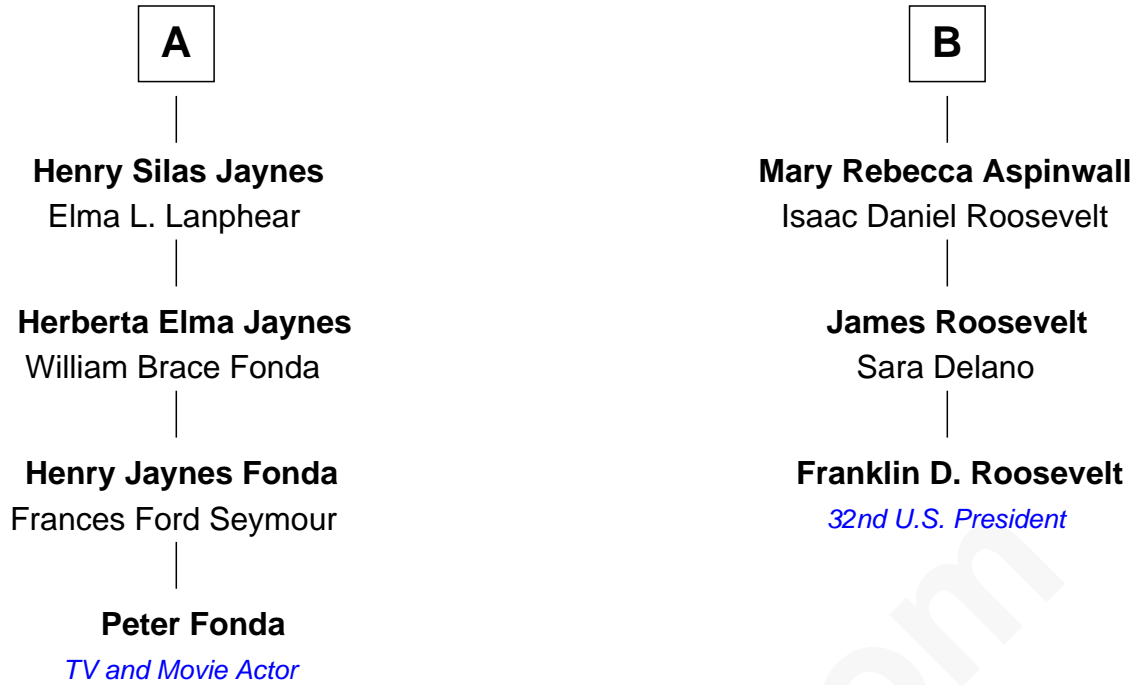 A
Henry Silas Jaynes
Elma L. Lanphear
Herberta Elma Jaynes
William Brace Fonda
Henry Jaynes Fonda
Frances Ford Seymour
Peter Fonda
TV and Movie Actor
B
Mary Rebecca Aspinwall
Isaac Daniel Roosevelt
James Roosevelt
Sara Delano
Franklin D. Roosevelt
32nd U.S. President
om